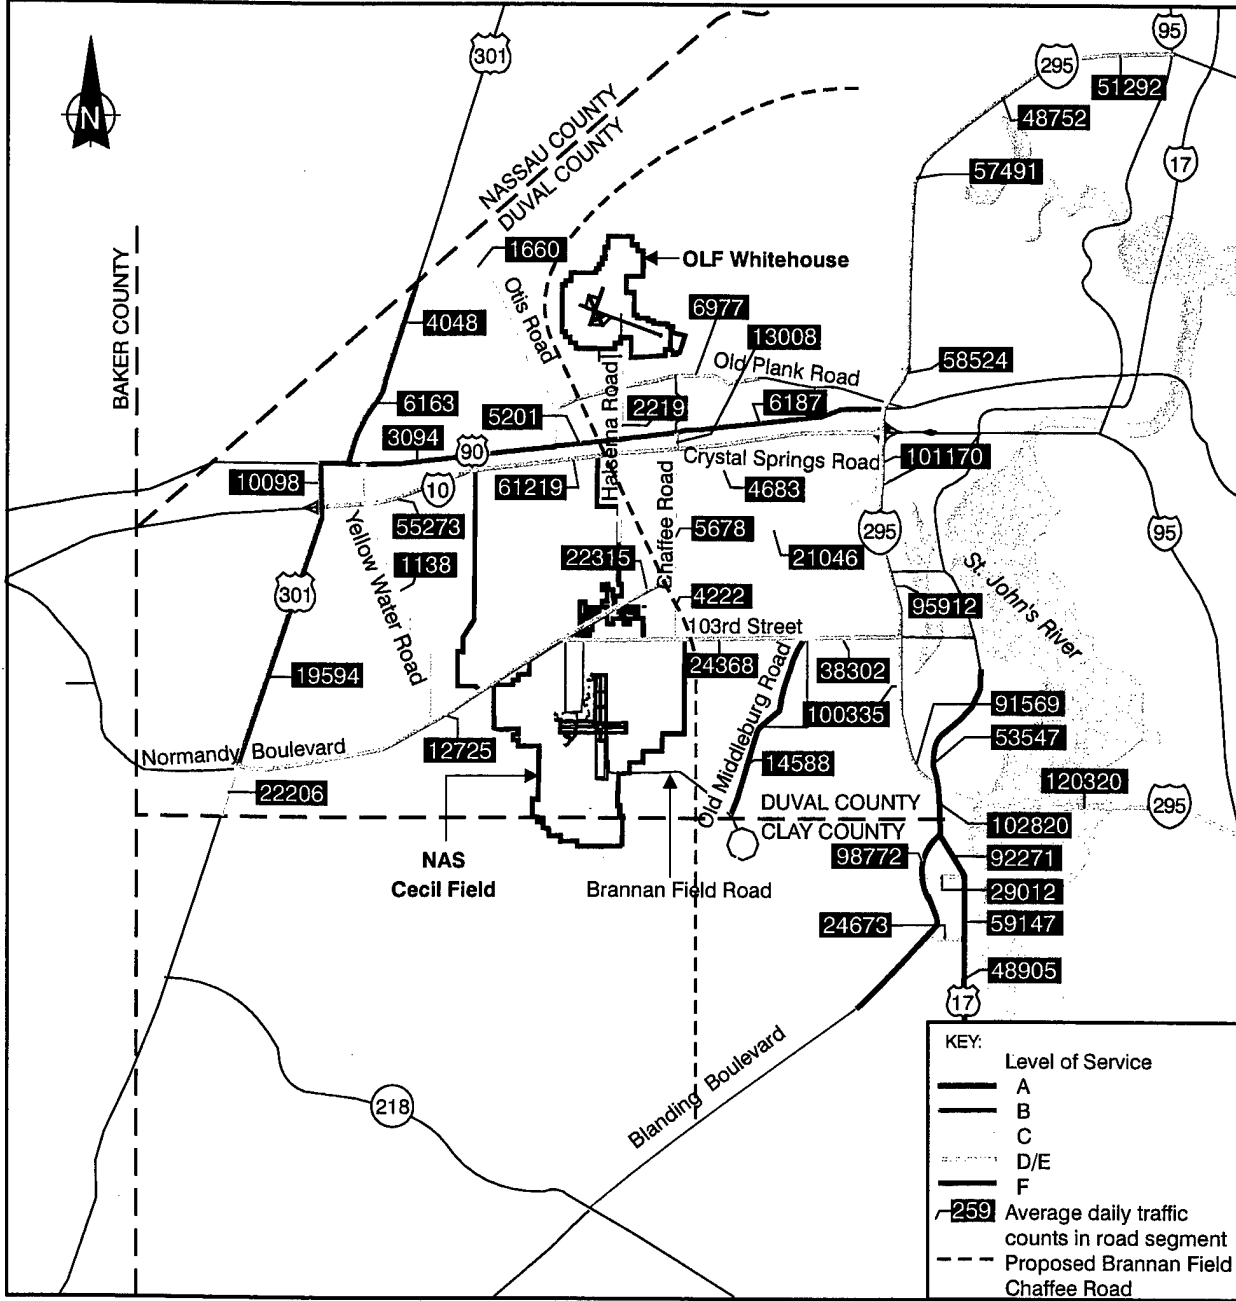 301
95
295
51292
48752
N
NASSAU COUNTY
DUVAL COUNTY
57491
17
1660
OLF Whitehouse
BAKER COUNTY
Otis Road
4048
6977
13008
Old Plank Road
58524
6163
5201
2219
6187
3094
90
Halsema Road
Crystal Springs Road
101170
10098
10
61219
4683
Chaffee Road
55273
Yellow Water Road
5678
295
95
1138
22315
21046
St. John's River
301
4222
95912
103rd Street
24368
38302
19594
Old Middleburg Road
100335
91569
Normandy Boulevard
12725
53547
14588
22206
120320
DUVAL COUNTY
CLAY COUNTY
102820
295
NAS
Cecil Field
Brannan Field Road
98772
92271
29012
24673
59147
48905
17
Blanding Boulevard
218
KEY:
Level of Service
A
B
C
D/E
F
259 Average daily traffic
counts in road segment
Proposed Brannan Field
Chaffee Road